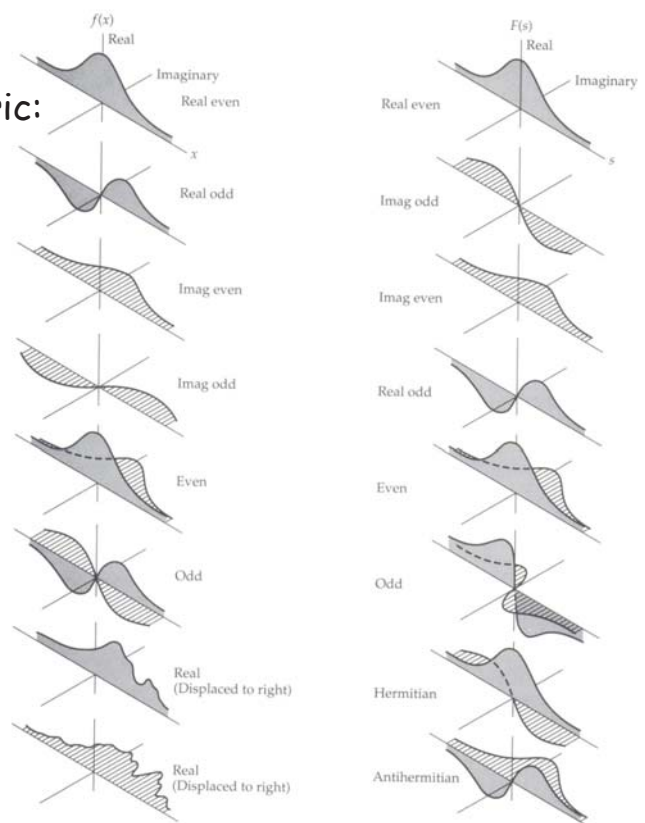 f(x)
Real
Imaginary
Real even
ric:
x
Real odd
Imag even
Imag odd
Even
Odd
Real
(Displaced to right)
Real
(Displaced to right)
F(s)
Real
Imaginary
Real even
s
Imag odd
Imag even
Real odd
Even
Odd
Hermitian
Antihermitian